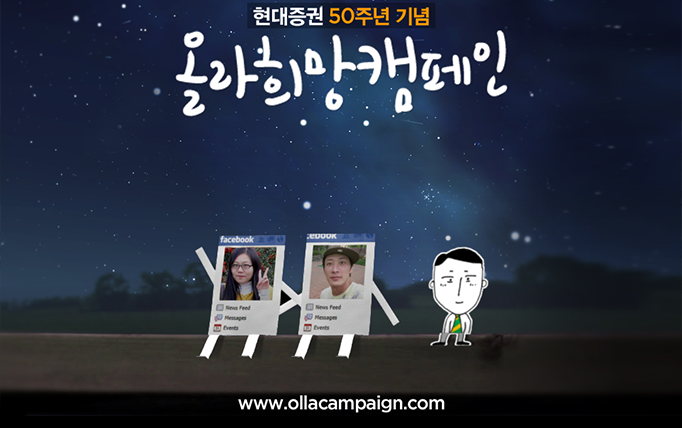 현대증권 50주년 기념
올라희망캠페인
facebook
News Feed
Messages
Events
ebook
News Feed
Messages
Events
www.ollacampaign.com